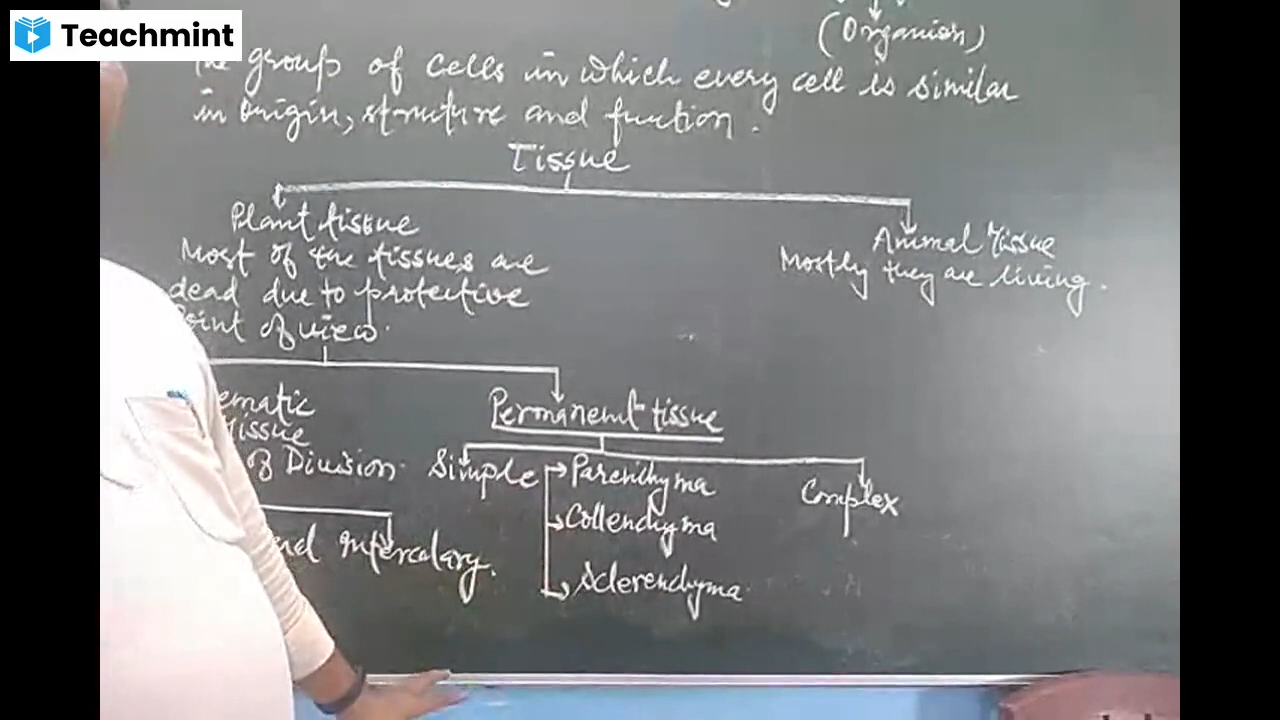 Teachmint
(Organism)
The group of cells in which every cell is similar
in origin, structure and function.
Tissue
Plant tissue
Most of the tissues are
dead due to protective
Point of view.
Animal Tissue
Mostly they are living.
ematic
Tissue
of Division.
Permanent tissue
Simple
Parenchyma
Collenchyma
Sclerenchyma
Complex
Intercalary.